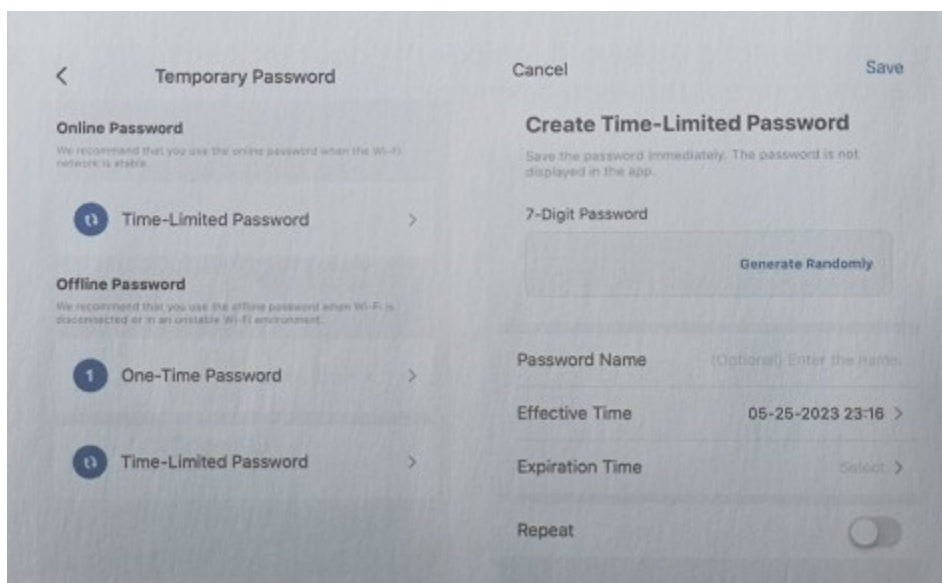 Temporary Password
Online Password
We recommend that you use the online password when the Wi-Fi
network is stable.
Time-Limited Password
Offline Password
We recommend that you use the offline password when Wi-Fi is
disconnected or in an unstable Wi-Fi environment.
1
One-Time Password
Time-Limited Password
Cancel
Save
Create Time-Limited Password
Save the password immediately. The password is not
displayed in the app.
7-Digit Password
Generate Randomly
Password Name
(Optional) Enter the name.
Effective Time
05-25-2023 23:16
Expiration Time
Select
Repeat